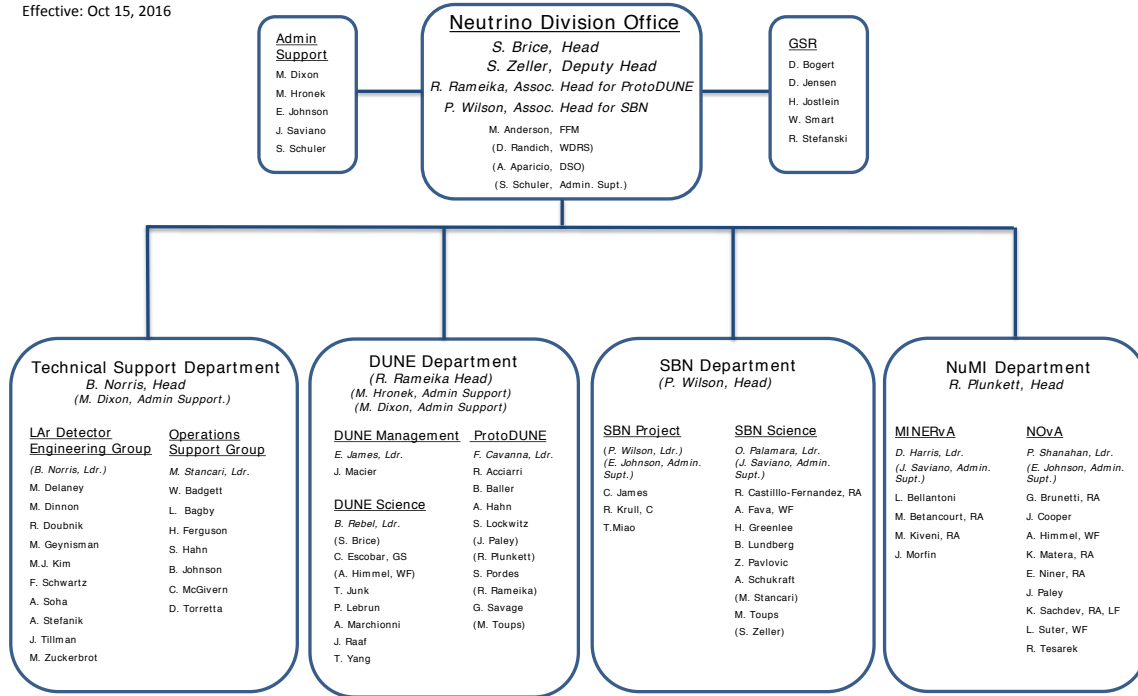 Effective: Oct 15, 2016
Admin
Support
M. Dixon
M. Hronek
E. Johnson
J. Saviano
S. Schuler
Neutrino Division Office
S. Brice, Head
S. Zeller, Deputy Head
R. Rameika, Assoc. Head for ProtoDUNE
P. Wilson, Assoc. Head for SBN
M. Anderson, FFM
(D. Randich, WDRS)
(A. Aparicio, DSO)
(S. Schuler, Admin. Supt.)
GSR
D. Bogert
D. Jensen
H. Jostlein
W. Smart
R. Stefanski
Technical Support Department
B. Norris, Head
(M. Dixon, Admin Support.)
LAr Detector
Engineering Group
(B. Norris, Ldr.)
M. Delaney
M. Dinnon
R. Doubnik
M. Geynisman
M.J. Kim
F. Schwartz
A. Soha
A. Stefanik
J. Tillman
M. Zuckerbrot
Operations
Support Group
M. Stancari, Ldr.
W. Badgett
L. Bagby
H. Ferguson
S. Hahn
B. Johnson
C. McGivern
D. Torretta
DUNE Department
(R. Rameika Head)
(M. Hronek, Admin Support)
(M. Dixon, Admin Support)
DUNE Management
E. James, Ldr.
J. Macier
DUNE Science
B. Rebel, Ldr.
(S. Brice)
C. Escobar, GS
(A. Himmel, WF)
T. Junk
P. Lebrun
A. Marchionni
J. Raaf
T. Yang
ProtoDUNE
F. Cavanna, Ldr.
R. Acciarri
B. Baller
A. Hahn
S. Lockwitz
(J. Paley)
(R. Plunkett)
S. Pordes
(R. Rameika)
G. Savage
(M. Toups)
SBN Department
(P. Wilson, Head)
SBN Project
(P. Wilson, Ldr.)
(E. Johnson, Admin.
Supt.)
C. James
R. Krull, C
T.Miao
SBN Science
O. Palamara, Ldr.
(J. Saviano, Admin.
Supt.)
R. Castilllo-Fernandez, RA
A. Fava, WF
H. Greenlee
B. Lundberg
Z. Pavlovic
A. Schukraft
(M. Stancari)
M. Toups
(S. Zeller)
NuMI Department
R. Plunkett, Head
MINERvA
D. Harris, Ldr.
(J. Saviano, Admin.
Supt.)
L. Bellantoni
M. Betancourt, RA
M. Kiveni, RA
J. Morfin
NOvA
P. Shanahan, Ldr.
(E. Johnson, Admin.
Supt.)
G. Brunetti, RA
J. Cooper
A. Himmel, WF
K. Matera, RA
E. Niner, RA
J. Paley
K. Sachdev, RA, LF
L. Suter, WF
R. Tesarek